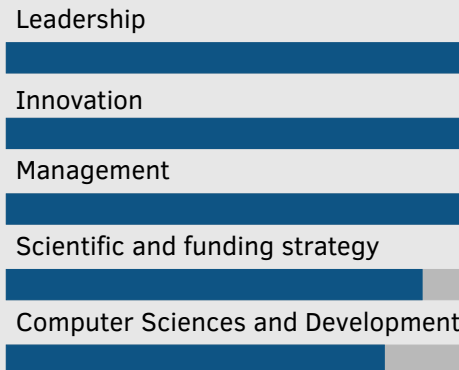 Leadership
Innovation
Management
Scientific and funding strategy
Computer Sciences and Development